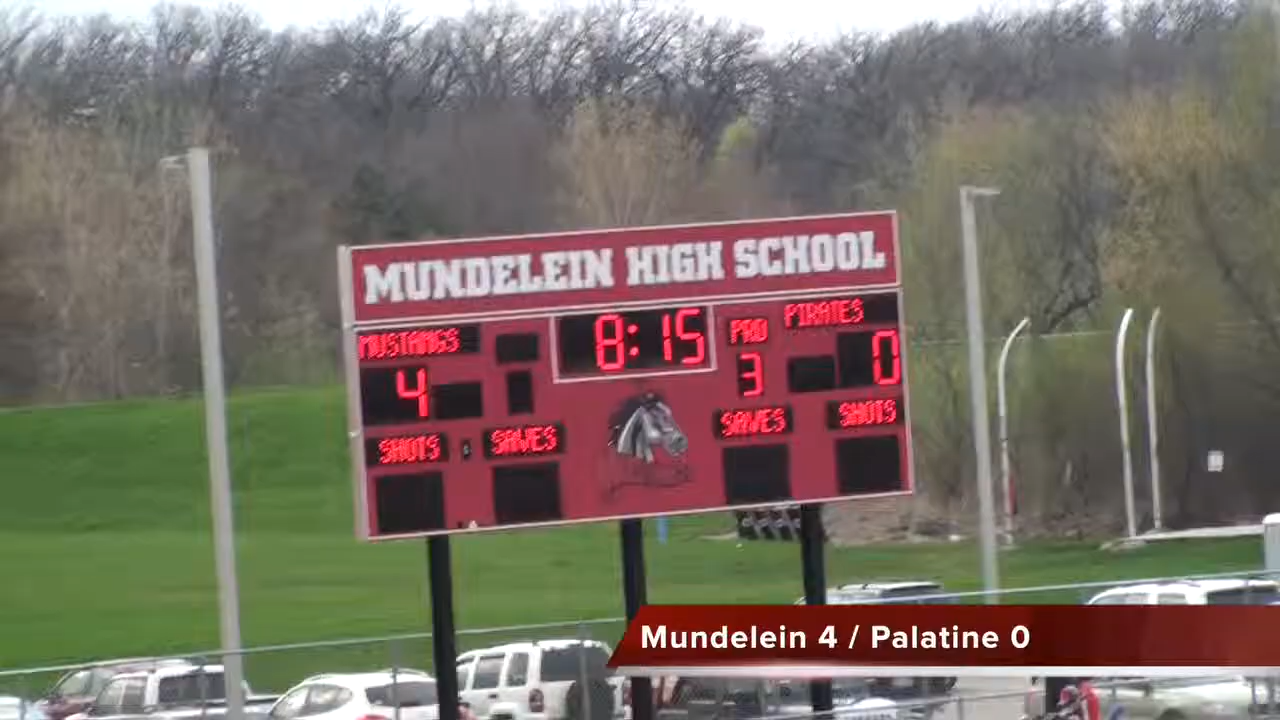 MUNDELEIN HIGH SCHOOL
MUSTANGS 8:15 PRD PIRATES
4 3 0
SHOTS SAVES SAVES SHOTS
Mundelein 4 / Palatine 0